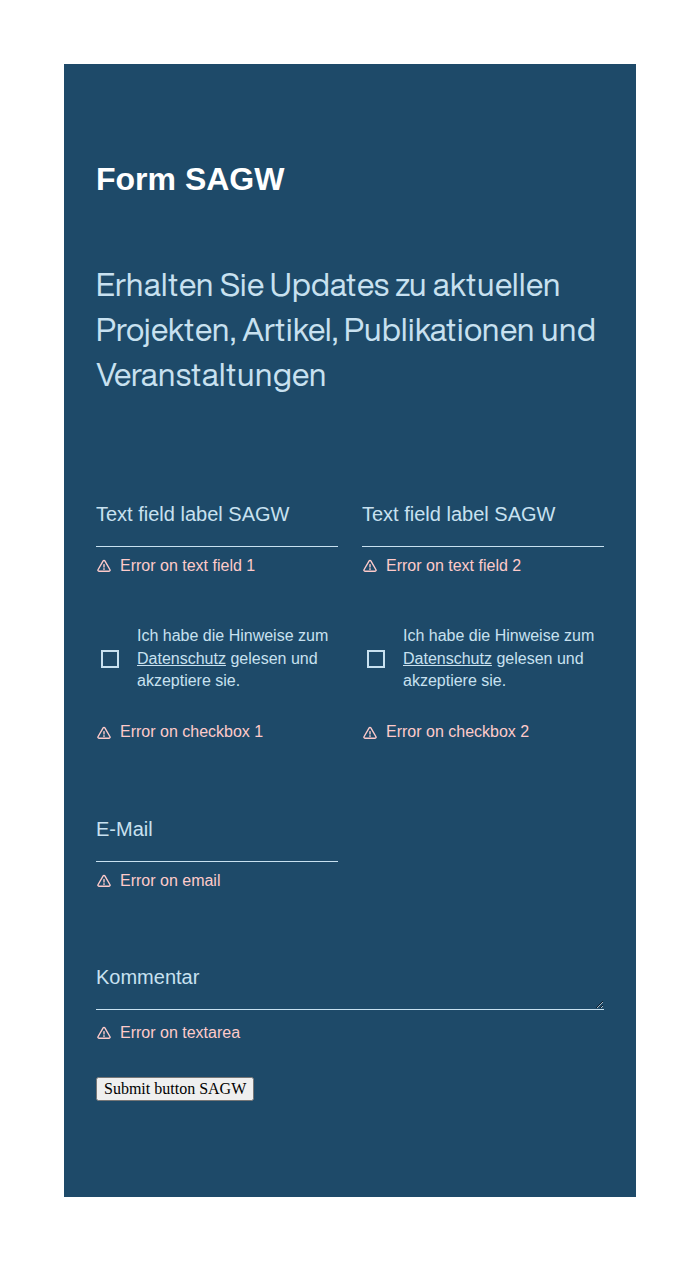 Form SAGW
Erhalten Sie Updates zu aktuellen
Projekten, Artikel, Publikationen und
Veranstaltungen
Text field label SAGW
Error on text field 1
Text field label SAGW
Error on text field 2
Ich habe die Hinweise zum
Datenschutz gelesen und
akzeptiere sie.
Error on checkbox 1
Ich habe die Hinweise zum
Datenschutz gelesen und
akzeptiere sie.
Error on checkbox 2
E-Mail
Error on email
Kommentar
Error on textarea
Submit button SAGW